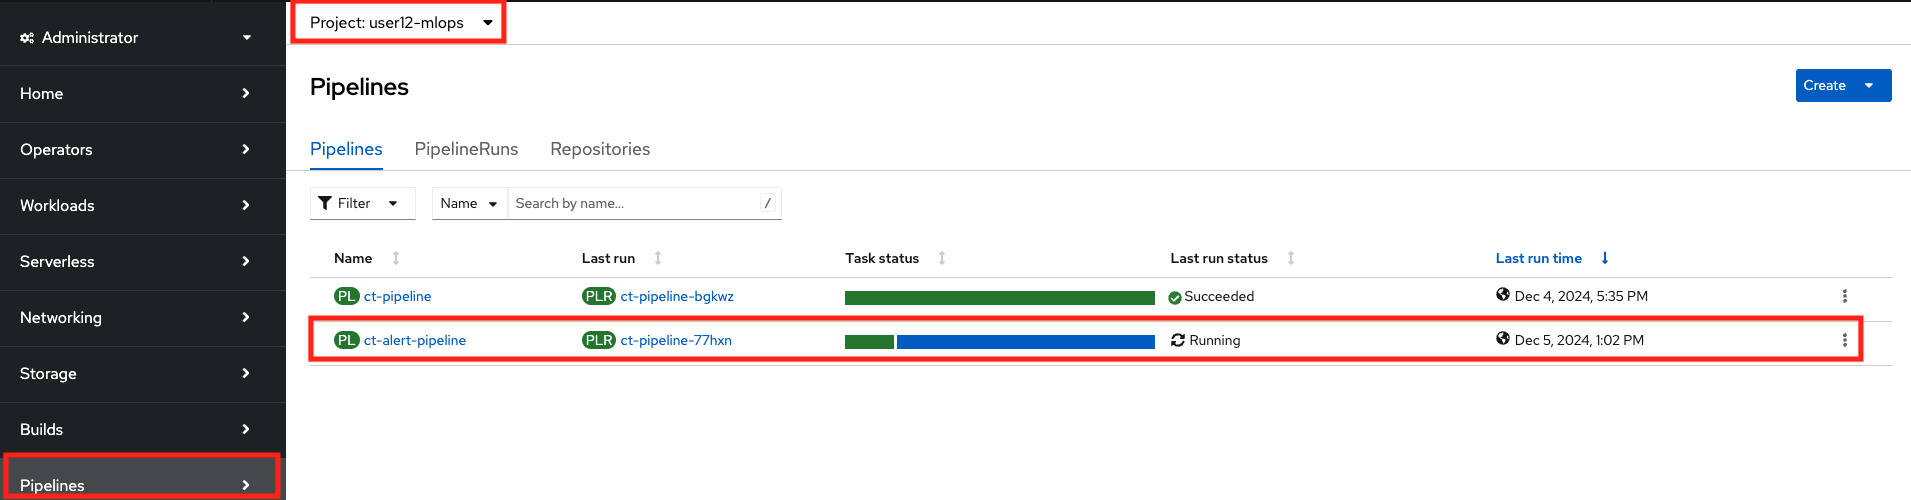 Project: user12-mlops
Administrator
Home
Operators
Workloads
Serverless
Networking
Storage
Builds
Pipelines
Pipelines
Create
Pipelines PipelineRuns Repositories
Filter Name Search by name... /
Name Last run Task status Last run status Last run time
PL ct-pipeline PLR ct-pipeline-bgkwz Succeeded Dec 4, 2024, 5:35 PM
PL ct-alert-pipeline PLR ct-pipeline-77hxn Running Dec 5, 2024, 1:02 PM